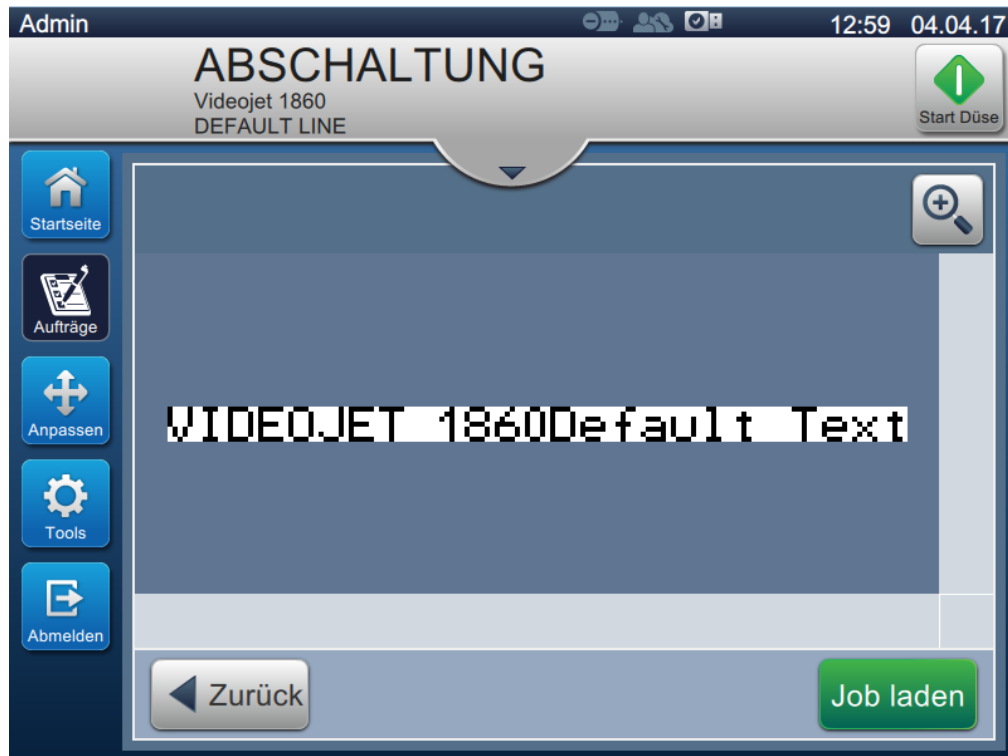 Admin 12:59 04.04.17
ABSCHALTUNG
Videojet 1860
DEFAULT LINE
Start Düse
Startseite
Aufträge
Anpassen
Tools
Abmelden
VIDEOJET 1860Default Text
Zurück
Job laden